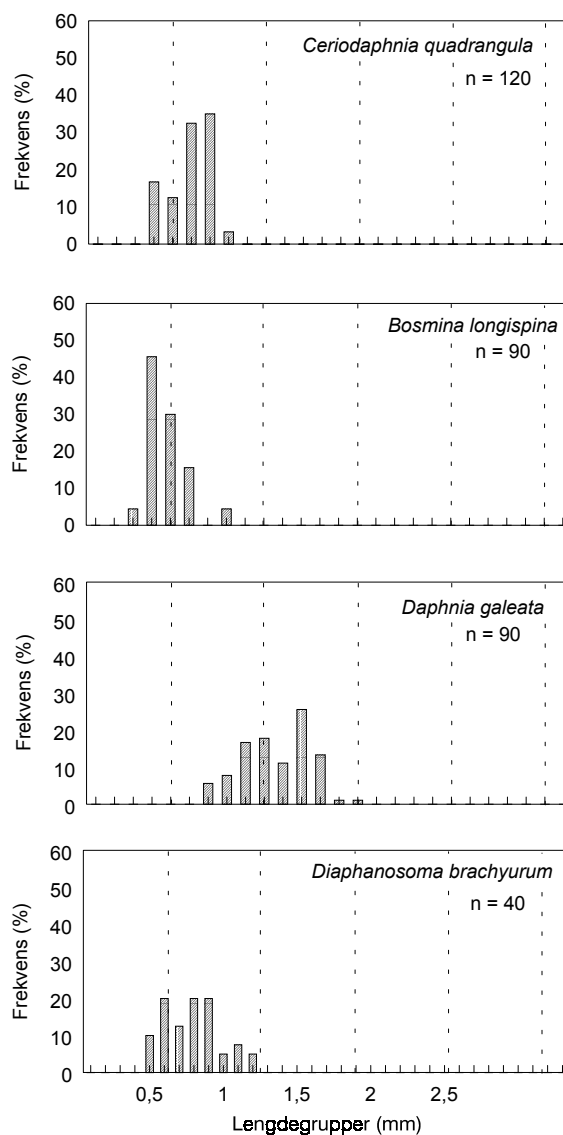 60
Ceriodaphnia quadrangula
50
n = 120
40
30
20
10
0
Frekvens (%)
60
Bosmina longispina
50
n = 90
40
30
20
10
0
Frekvens (%)
60
Daphnia galeata
50
n = 90
40
30
20
10
0
Frekvens (%)
60
Diaphanosoma brachyurum
50
n = 40
40
30
20
10
0
Frekvens (%)
0,5 1 1,5 2 2,5
Lengdegrupper (mm)